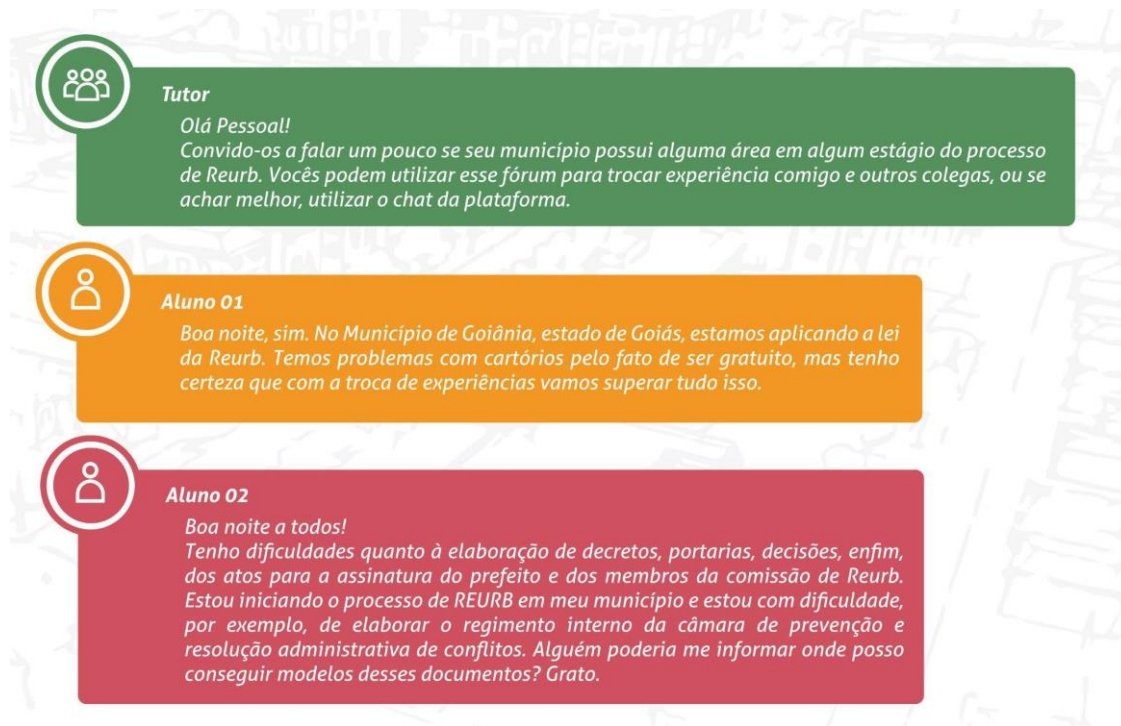 Tutor
Olá Pessoal!
Convido-os a falar um pouco se seu município possui alguma área em algum estágio do processo
de Reurb. Vocês podem utilizar esse fórum para trocar experiência comigo e outros colegas, ou se
achar melhor, utilizar o chat da plataforma.
Aluno 01
Boa noite, sim. No Município de Goiânia, estado de Goiás, estamos aplicando a lei
da Reurb. Temos problemas com cartórios pelo fato de ser gratuito, mas tenho
certeza que com a troca de experiências vamos superar tudo isso.
Aluno 02
Boa noite a todos!
Tenho dificuldades quanto à elaboração de decretos, portarias, decisões, enfim,
dos atos para a assinatura do prefeito e dos membros da comissão de Reurb.
Estou iniciando o processo de REURB em meu município e estou com dificuldade,
por exemplo, de elaborar o regimento interno da câmara de prevenção e
resolução administrativa de conflitos. Alguém poderia me informar onde posso
conseguir modelos desses documentos? Grato.